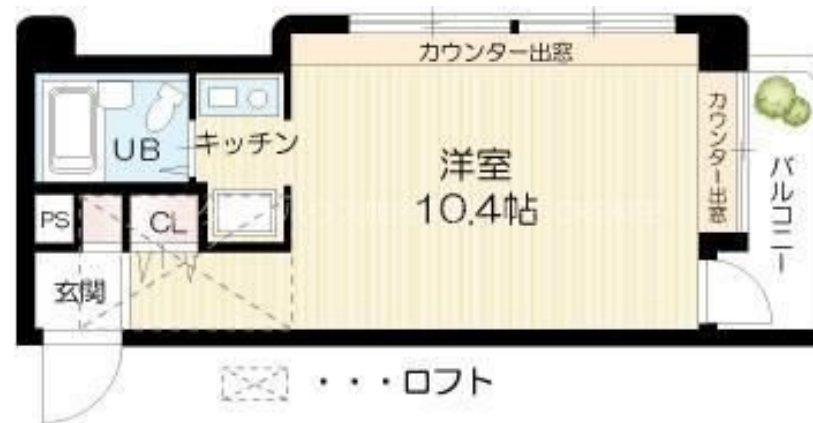 カウンター出窓
UB
キッチン
洋室
10.4帖
カウンター出窓
バルコニー
PS
CL
玄関
・・・ロフト